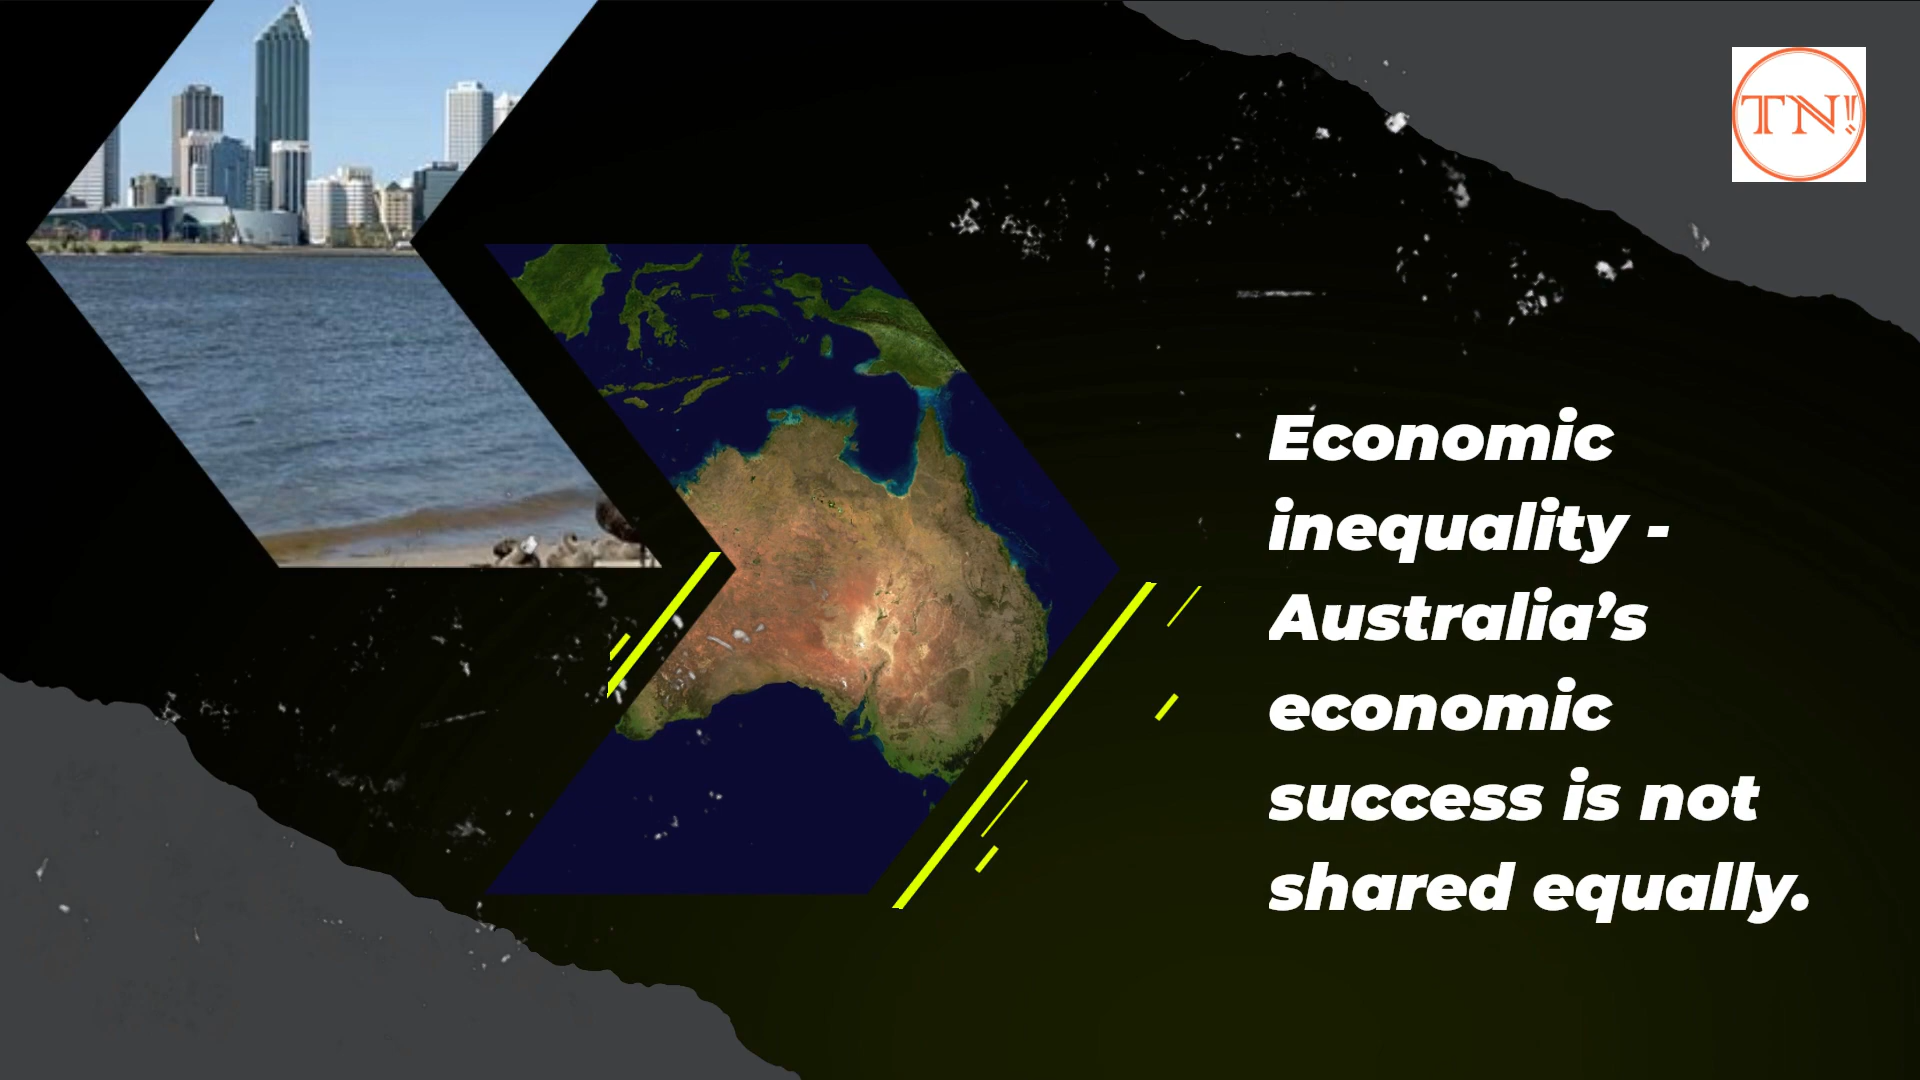 TN!
Economic
inequality -
Australia’s
economic
success is not
shared equally.